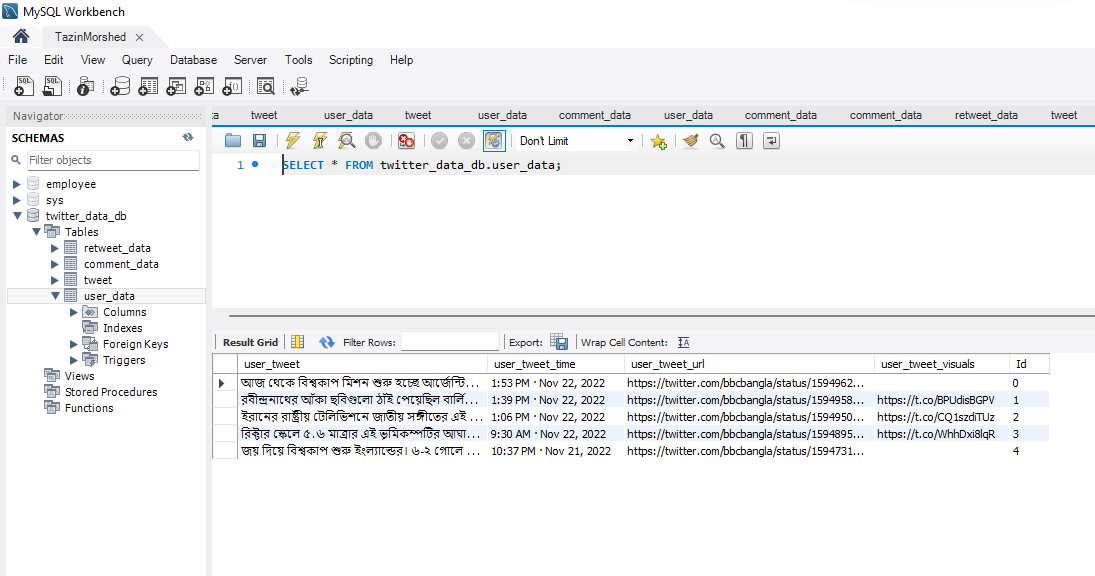 MySQL Workbench
TazinMorshed
File Edit View Query Database Server Tools Scripting Help
Navigator
SCHEMAS
Filter objects
employee
sys
twitter_data_db
Tables
retweet_data
comment_data
tweet
user_data
Columns
Indexes
Foreign Keys
Triggers
Views
Stored Procedures
Functions
ta tweet user_data tweet user_data comment_data user_data comment_data comment_data retweet_data tweet
Don't Limit
1 SELECT * FROM twitter_data_db.user_data;
Result Grid Filter Rows: Export: Wrap Cell Content:
user_tweet user_tweet_time user_tweet_url user_tweet_visuals Id
আজ থেকে বিশ্বকাপ মিশন শুরু হচ্ছে আর্জেন্টি... 1:53 PM · Nov 22, 2022 https://twitter.com/bbcbangla/status/1594962... 0
রবীন্দ্রনাথের আঁকা ছবিগুলো ঠাঁই পেয়েছিল বার্লি... 1:39 PM · Nov 22, 2022 https://twitter.com/bbcbangla/status/1594958... https://t.co/BPUdisBGPV 1
ইরানের রাষ্ট্রীয় টেলিভিশনে জাতীয় সঙ্গীতের এই ... 1:06 PM · Nov 22, 2022 https://twitter.com/bbcbangla/status/1594950... https://t.co/CQ1szdiTUz 2
রিক্টার স্কেলে ৫.৬ মাত্রার এই ভূমিকম্পটির আঘা... 9:30 AM · Nov 22, 2022 https://twitter.com/bbcbangla/status/1594895... https://t.co/WhhDxi8lqR 3
জয় দিয়ে বিশ্বকাপ শুরু ইংল্যান্ডের। ৬-২ গোলে ... 10:37 PM · Nov 21, 2022 https://twitter.com/bbcbangla/status/1594731... 4